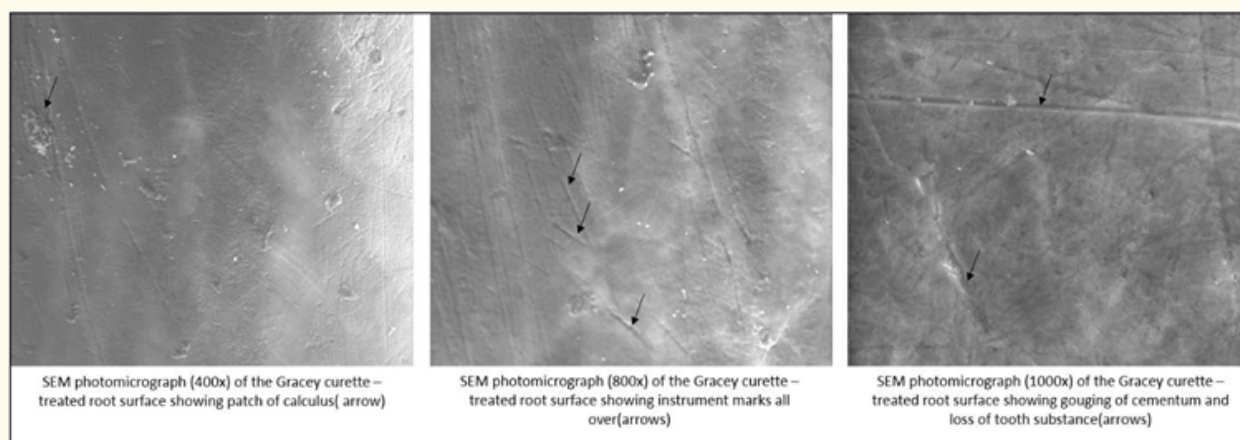 SEM photomicrograph (400x) of the Gracey curette –
treated root surface showing patch of calculus( arrow)
SEM photomicrograph (800x) of the Gracey curette –
treated root surface showing instrument marks all
over(arrows)
SEM photomicrograph (1000x) of the Gracey curette –
treated root surface showing gouging of cementum and
loss of tooth substance(arrows)